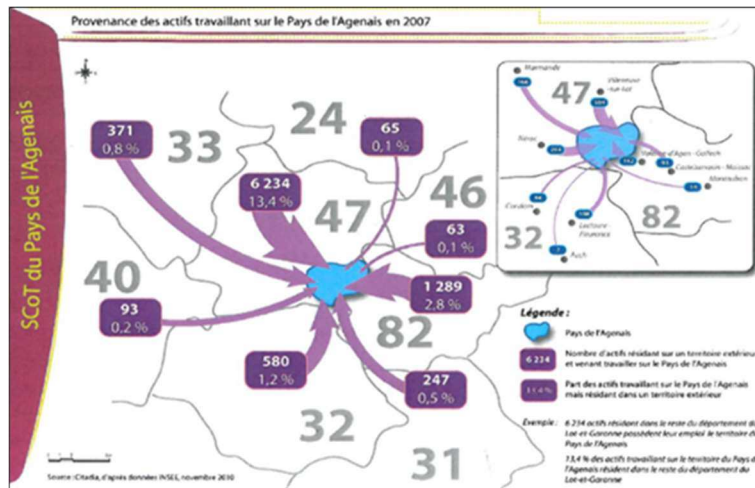 Provenance des actifs travaillant sur le Pays de l'Agenais en 2007
SCoT du Pays de l'Agenais
371
0,8 %
33
24
65
0,1 %
6 234
13,4 %
47
46
63
0,1 %
40
93
0,2 %
1 289
2,8 %
82
580
1,2 %
247
0,5 %
32
31
Marmande
47
Villeneuve
-sur-Lot
Nérac
Condom
32
Auch
82
Légende :
Pays de l'Agenais
6 234
Nombre d'actifs résidant sur un territoire extérieur
et venant travailler sur le Pays de l'Agenais
13,4 %
Part des actifs travaillant sur le Pays de l'Agenais
mais résidant dans un territoire extérieur
Exemple : 6 234 actifs résidant dans le reste du département du
Lot-et-Garonne possèdent leur emploi le territoire du
Pays de l'Agenais
13,4 % des actifs travaillant sur le territoire du Pays de
l'Agenais résident dans le reste du département du
Lot-et-Garonne
Source : Citadia, d'après données INSEE, novembre 2010